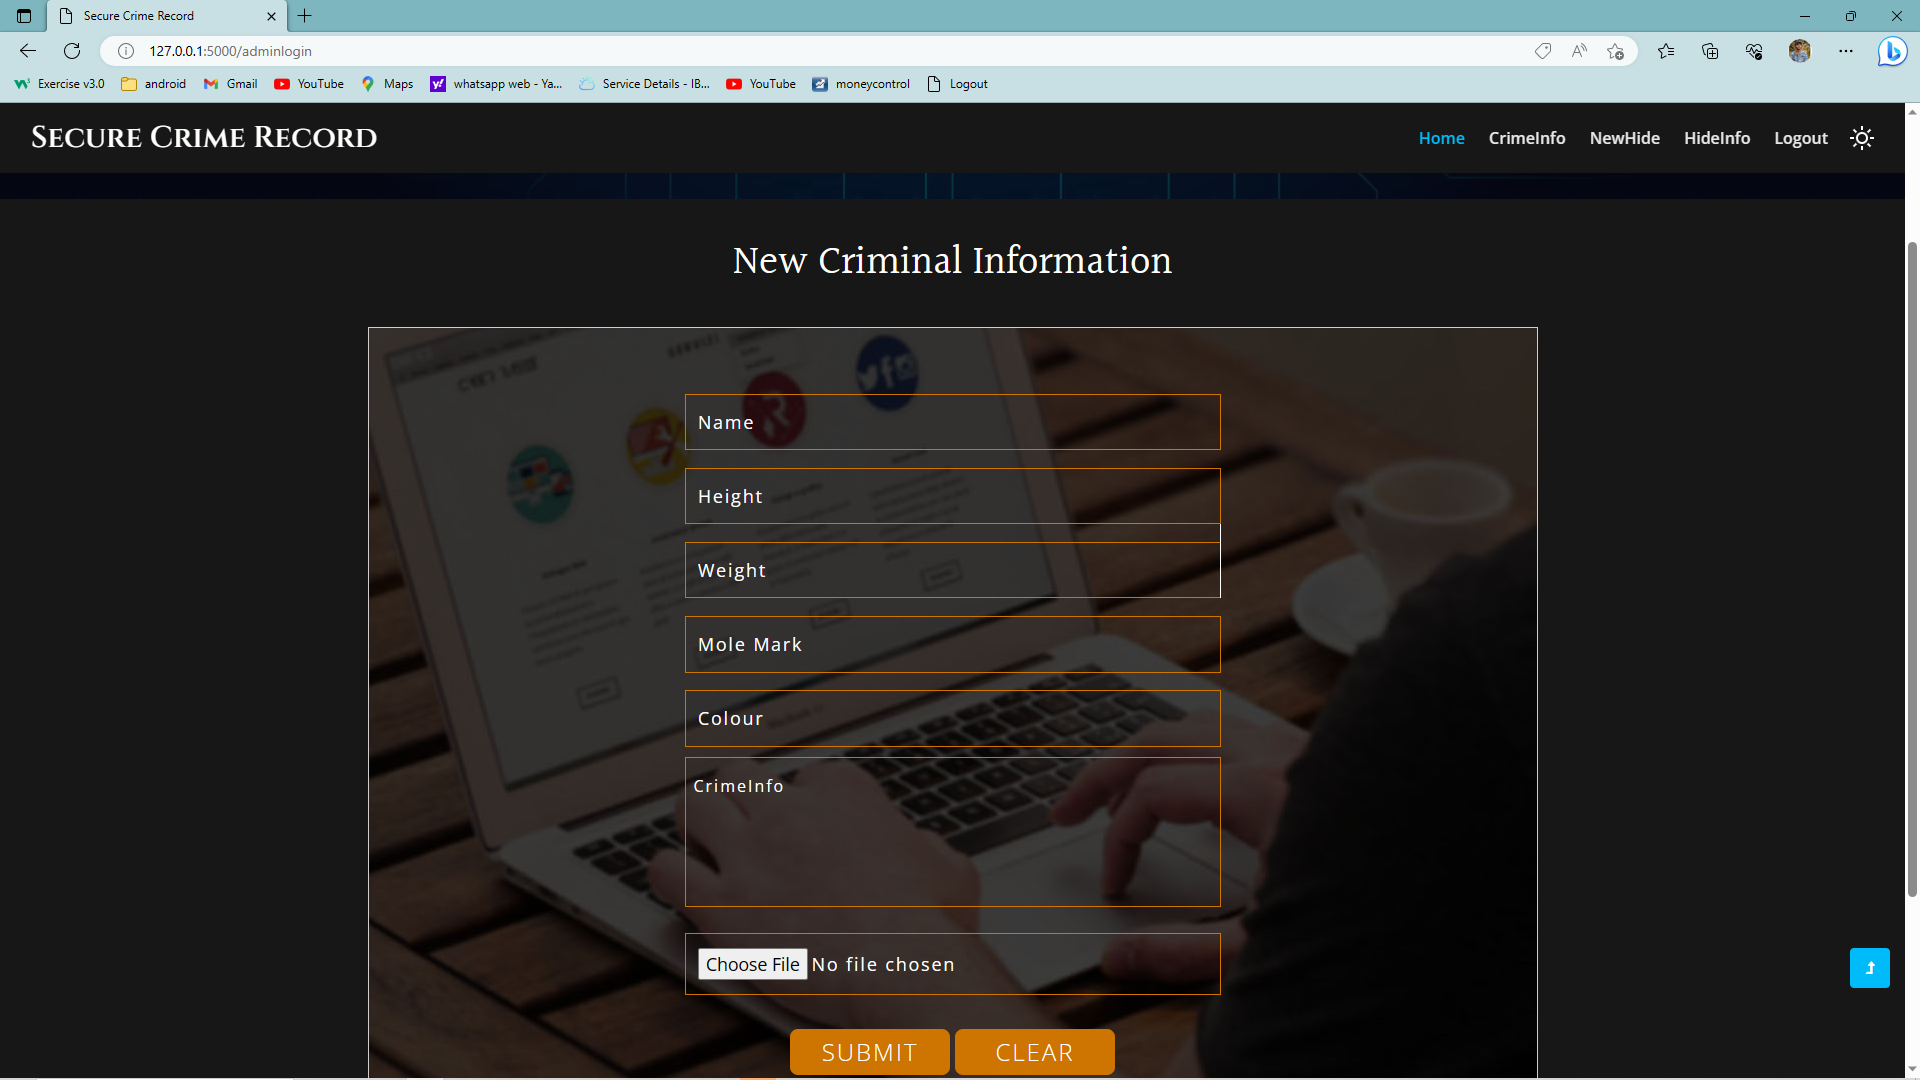 Secure Crime Record
127.0.0.1:5000/adminlogin
Exercise v3.0 android Gmail YouTube Maps whatsapp web - Ya... Service Details - IB... YouTube moneycontrol Logout
Secure Crime Record
Home CrimeInfo NewHide HideInfo Logout
New Criminal Information
Name
Height
Weight
Mole Mark
Colour
CrimeInfo
Choose File No file chosen
SUBMIT CLEAR